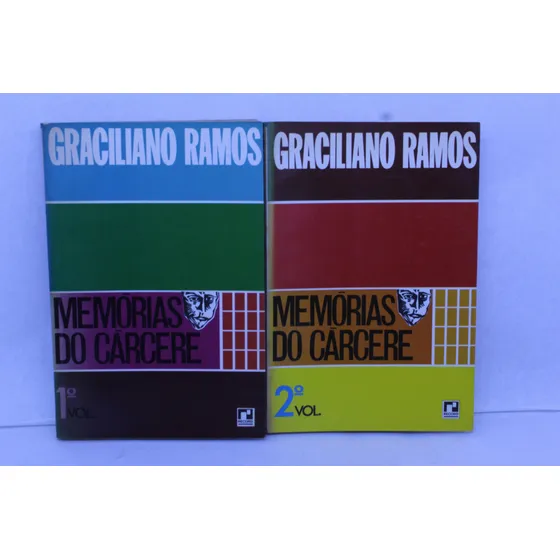 GRACILIANO RAMOS
MEMÓRIAS
DO CÁRCERE
1º VOL.
GRACILIANO RAMOS
MEMÓRIAS
DO CÁRCERE
2º VOL.